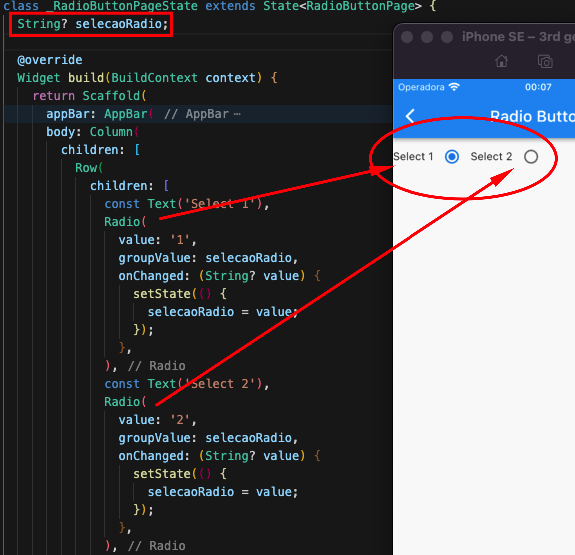 class _RadioButtonPageState extends State<RadioButtonPage> {
String? selecaoRadio;
@override
Widget build(BuildContext context) {
return Scaffold(
appBar: AppBar( // AppBar ⋯
body: Column(
children: [
Row(
children: [
const Text('Select 1'),
Radio(
value: '1',
groupValue: selecaoRadio,
onChanged: (String? value) {
setState(() {
selecaoRadio = value;
});
},
), // Radio
const Text('Select 2'),
Radio(
value: '2',
groupValue: selecaoRadio,
onChanged: (String? value) {
setState(() {
selecaoRadio = value;
});
},
), // Radio
iPhone SE – 3rd ge
Operadora 00:07
Radio Butto
Select 1 Select 2